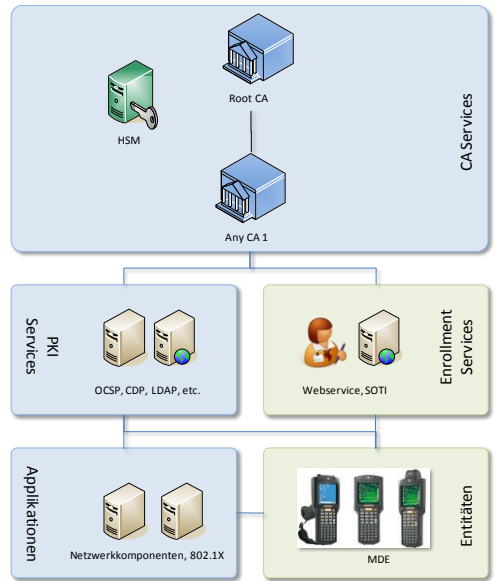 Root CA
HSM
CA Services
Any CA 1
PKI
Services
OCSP, CDP, LDAP, etc.
Webservice, SOTI
Enrollment
Services
Applikationen
Netzwerkkomponenten, 802.1X
MDE
Entitäten